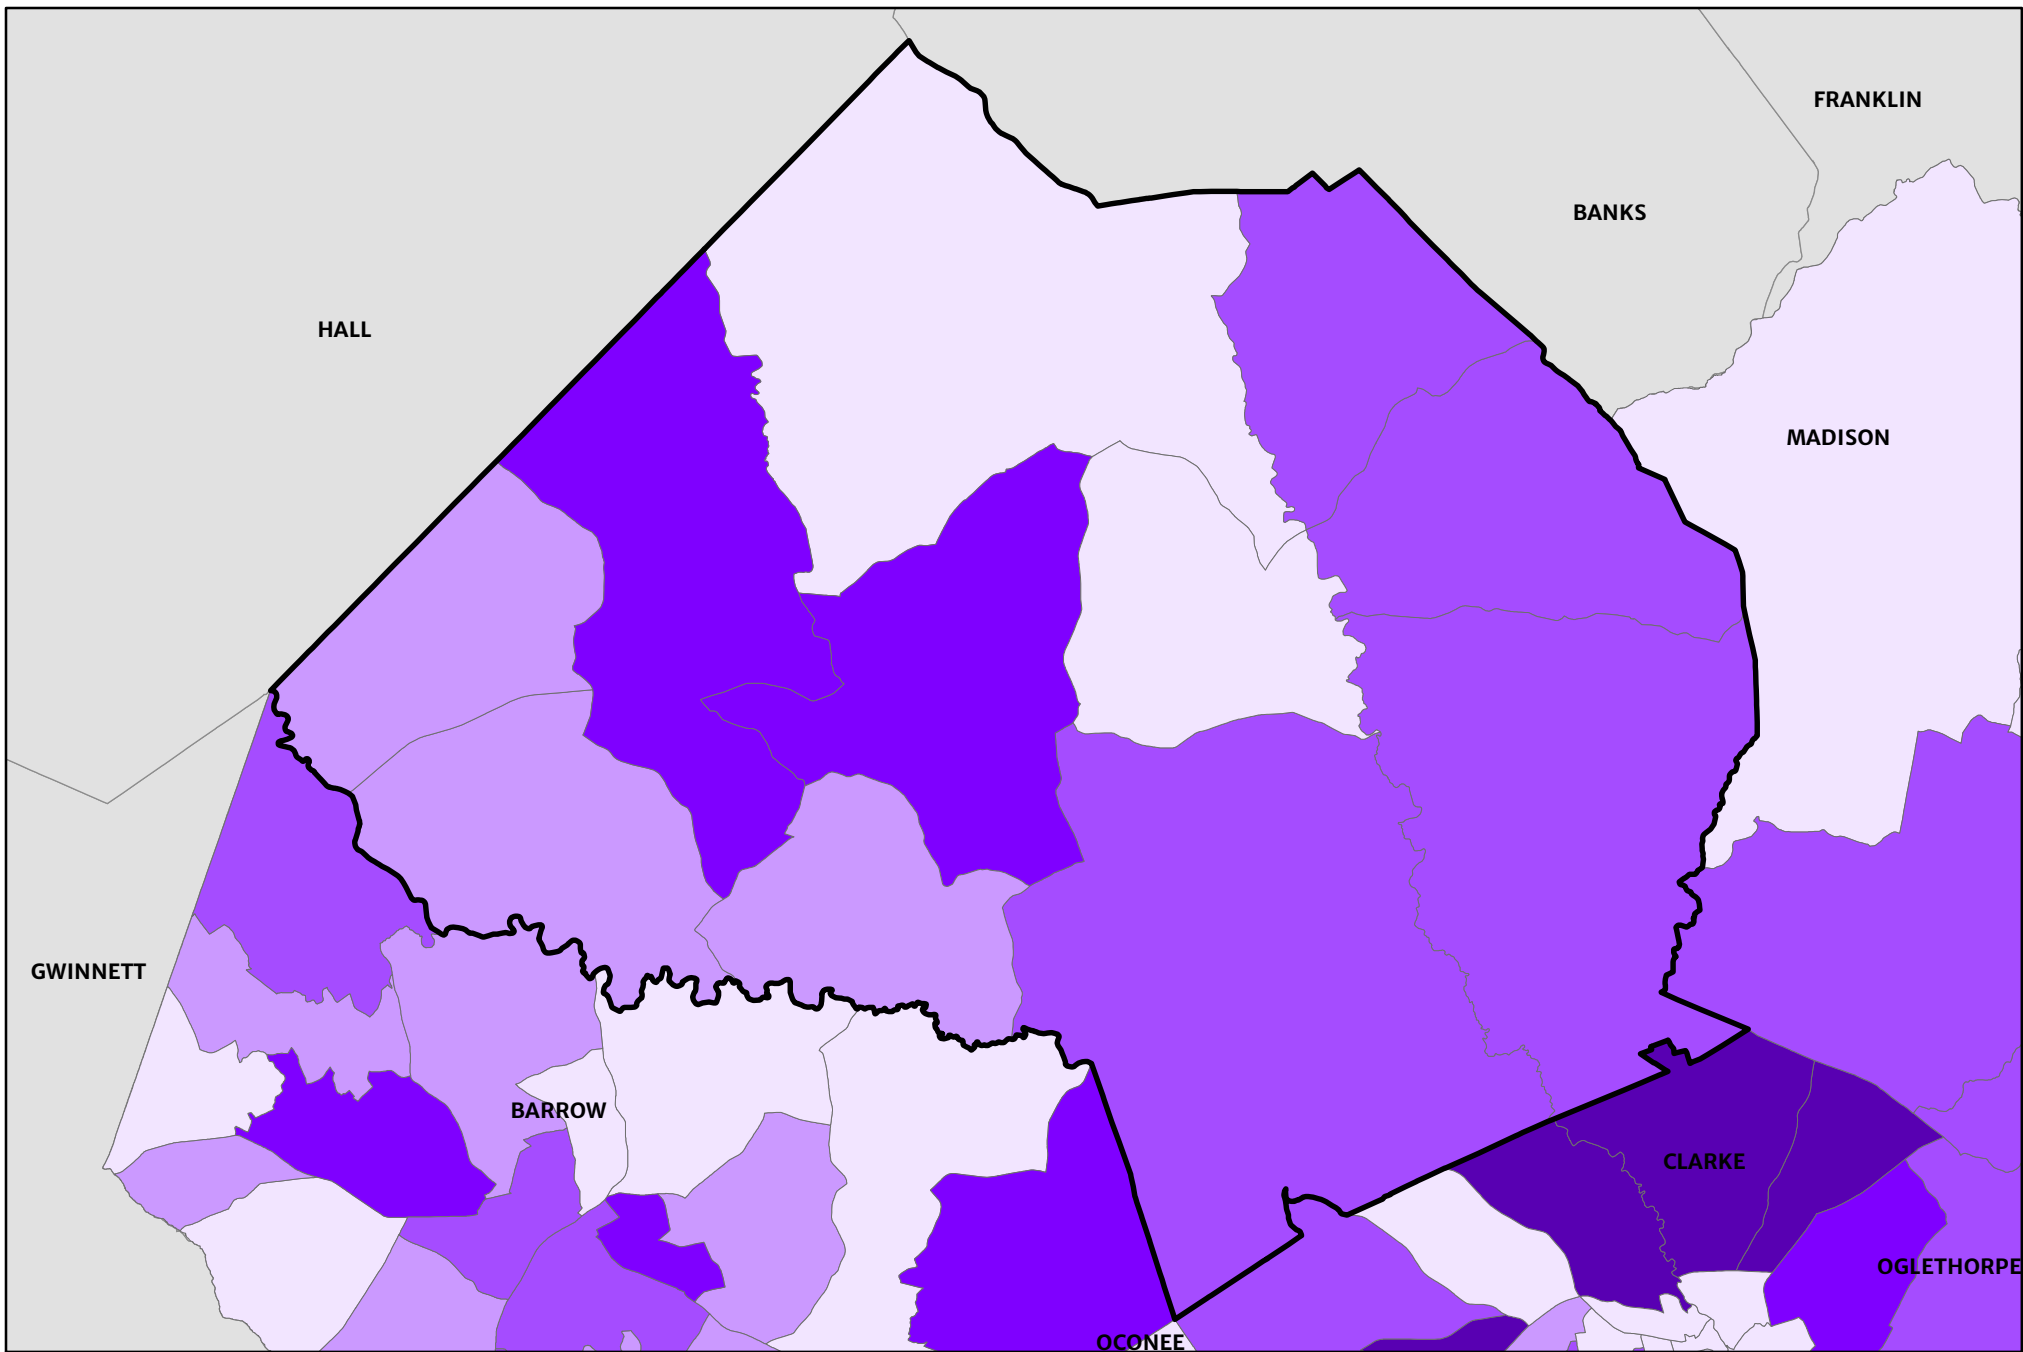 FRANKLIN
BANKS
HALL
MADISON
GWINNETT
BARROW
CLARKE
OGLETHORPE
OCONEE